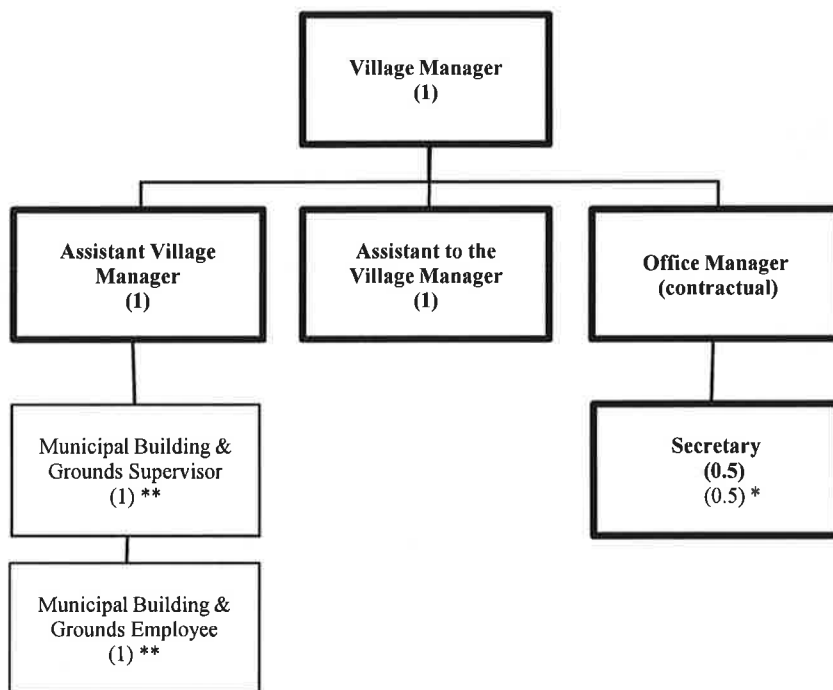 Village Manager
(1)
Assistant Village
Manager
(1)
Assistant to the
Village Manager
(1)
Office Manager
(contractual)
Municipal Building &
Grounds Supervisor
(1) **
Secretary
(0.5)
(0.5) *
Municipal Building &
Grounds Employee
(1) **